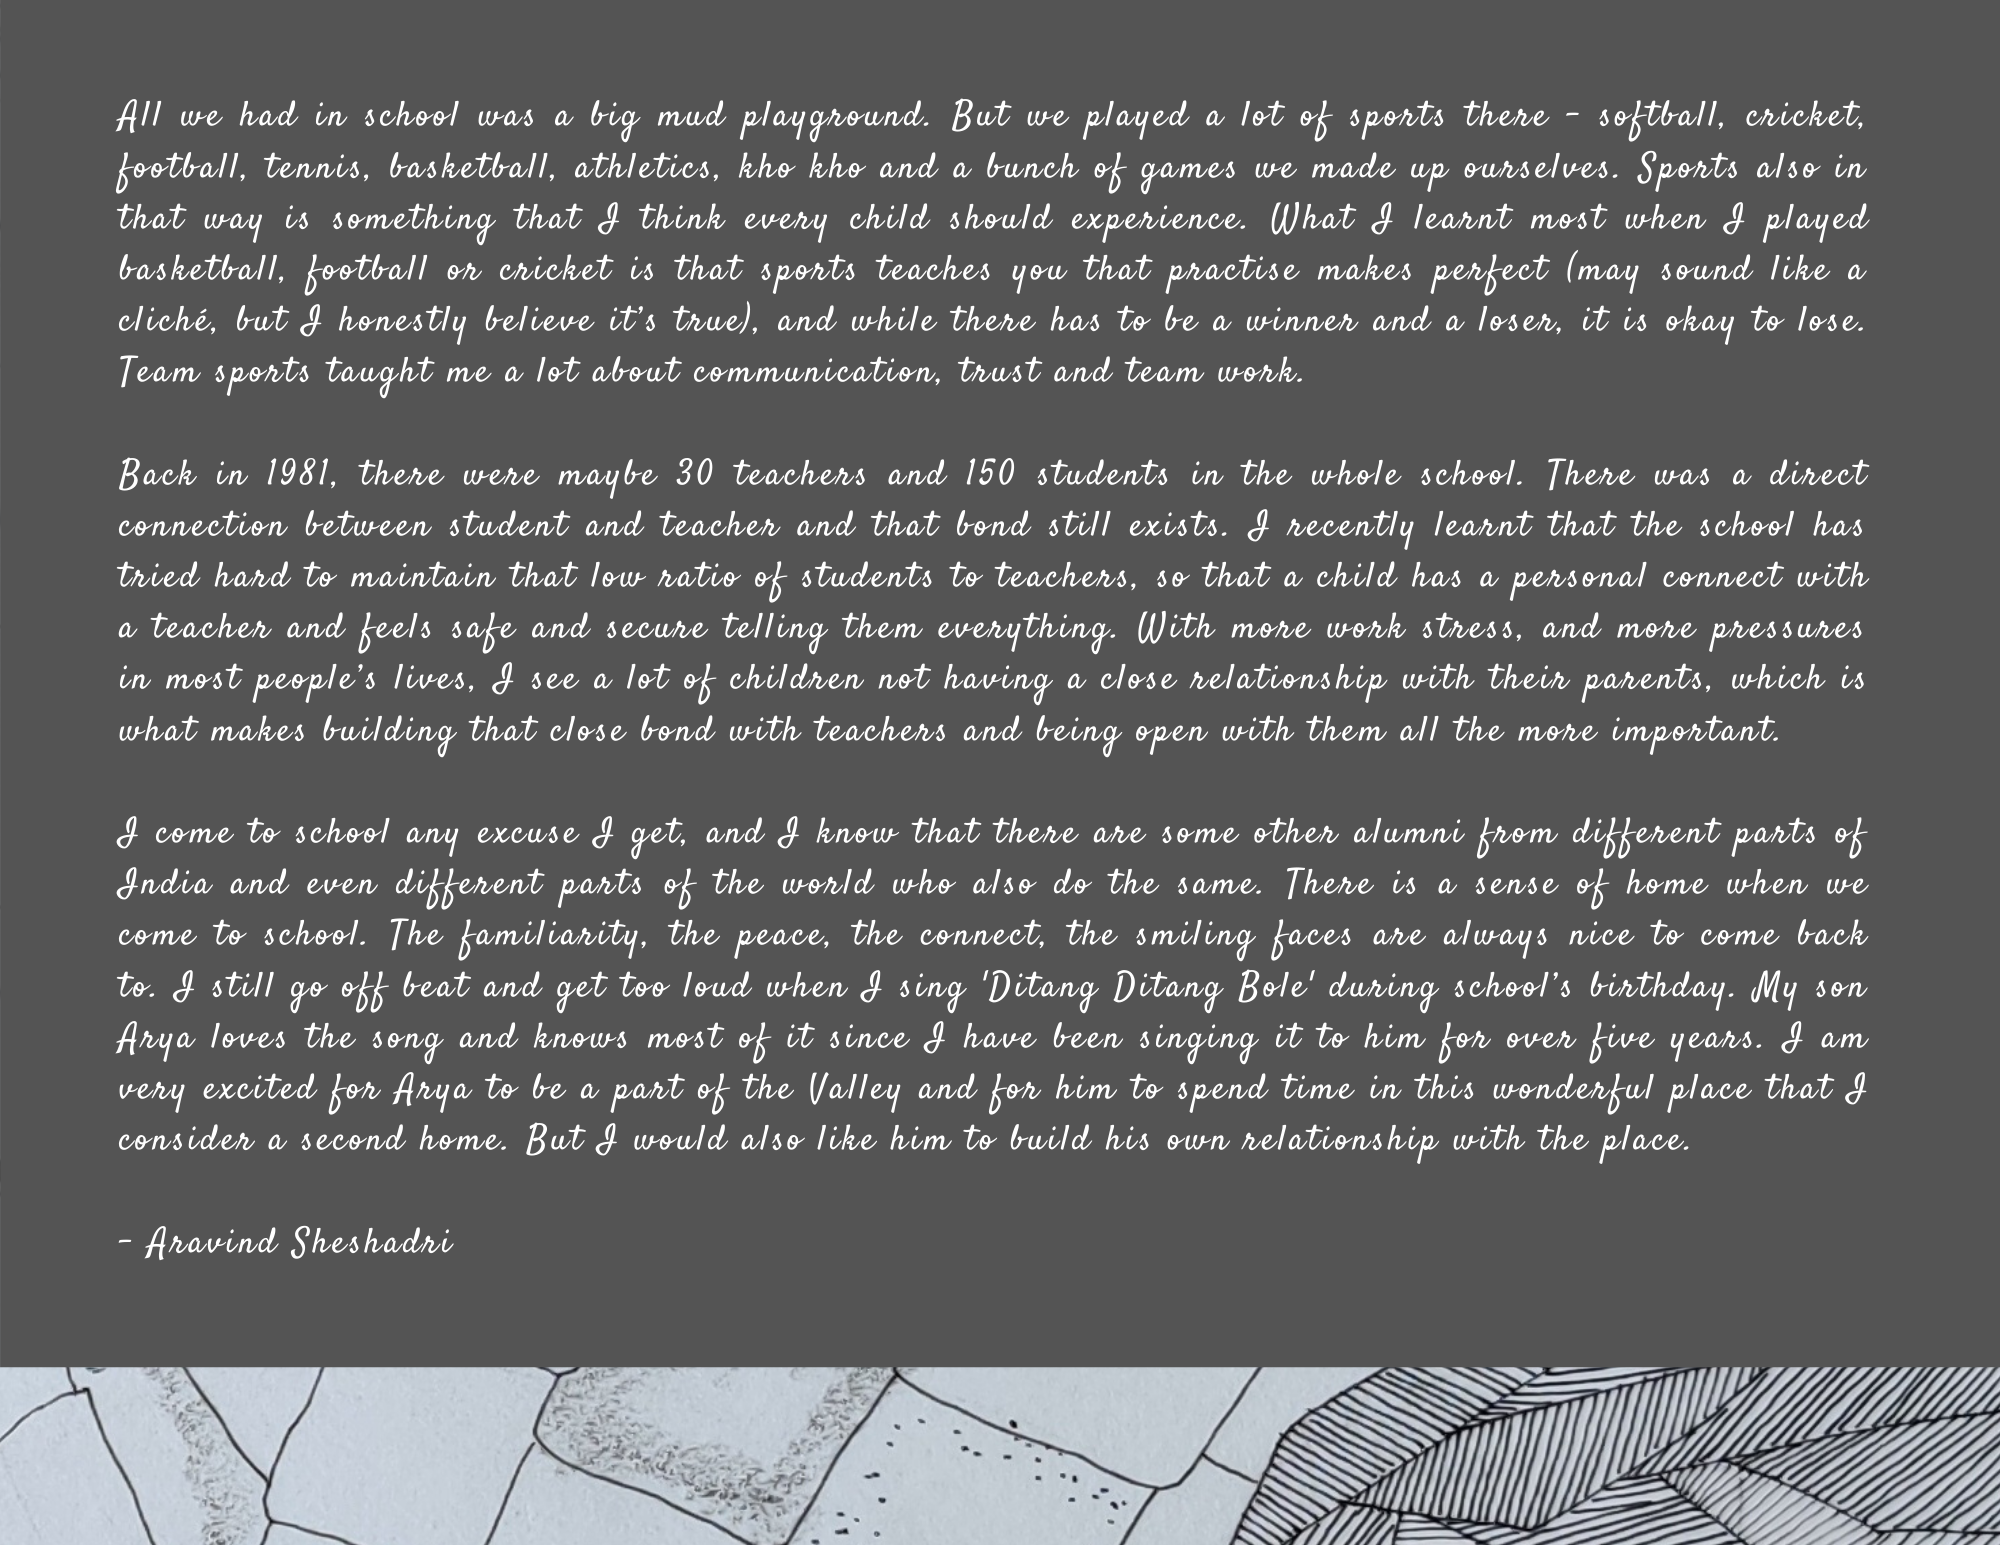 All we had in school was a big mud playground. But we played a lot of sports there - softball, cricket,
football, tennis, basketball, athletics, kho kho and a bunch of games we made up ourselves. Sports also in
that way is something that I think every child should experience. What I learnt most when I played
basketball, football or cricket is that sports teaches you that practise makes perfect (may sound like a
cliché, but I honestly believe it's true), and while there has to be a winner and a loser, it is okay to lose.
Team sports taught me a lot about communication, trust and team work.
Back in 1981, there were maybe 30 teachers and 150 students in the whole school. There was a direct
connection between student and teacher and that bond still exists. I recently learnt that the school has
tried hard to maintain that low ratio of students to teachers, so that a child has a personal connect with
a teacher and feels safe and secure telling them everything. With more work stress, and more pressures
in most people's lives, I see a lot of children not having a close relationship with their parents, which is
what makes building that close bond with teachers and being open with them all the more important.
I come to school any excuse I get, and I know that there are some other alumni from different parts of
India and even different parts of the world who also do the same. There is a sense of home when we
come to school. The familiarity, the peace, the connect, the smiling faces are always nice to come back
to. I still go off beat and get too loud when I sing 'Ditang Ditang Bole' during school's birthday. My son
Arya loves the song and knows most of it since I have been singing it to him for over five years. I am
very excited for Arya to be a part of the Valley and for him to spend time in this wonderful place that I
consider a second home. But I would also like him to build his own relationship with the place.
- Aravind Sheshadri